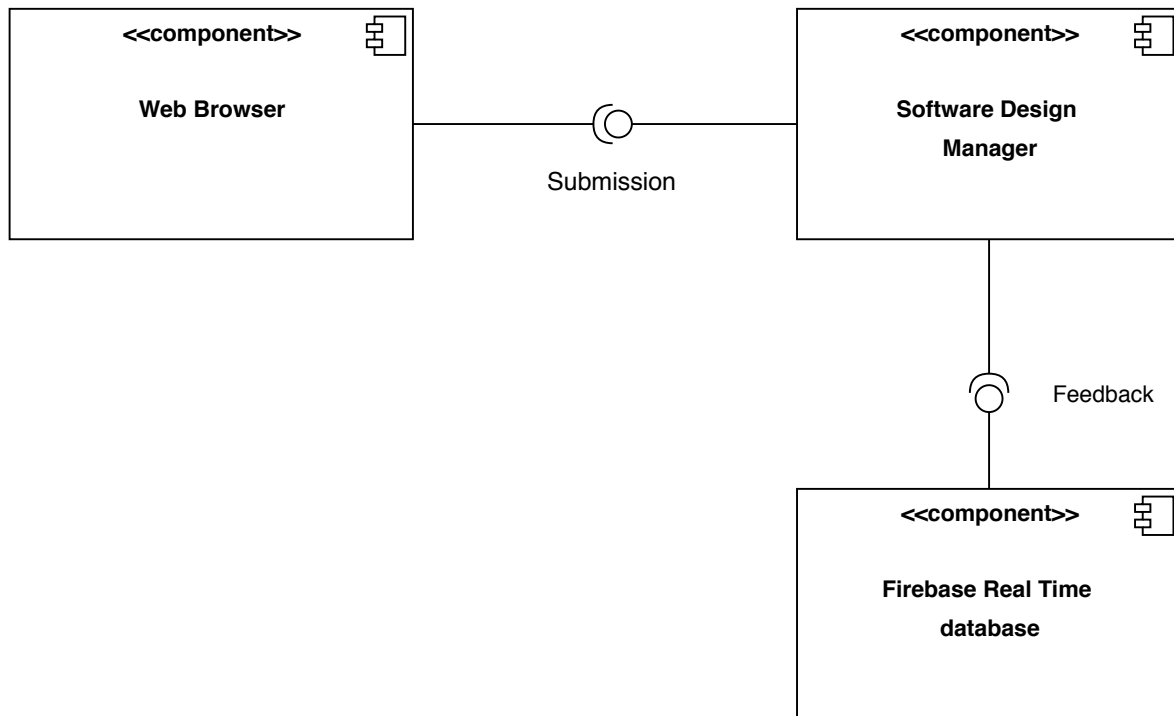 <<component>>
Web Browser
<<component>>
Software Design
Manager
Submission
Feedback
<<component>>
Firebase Real Time
database